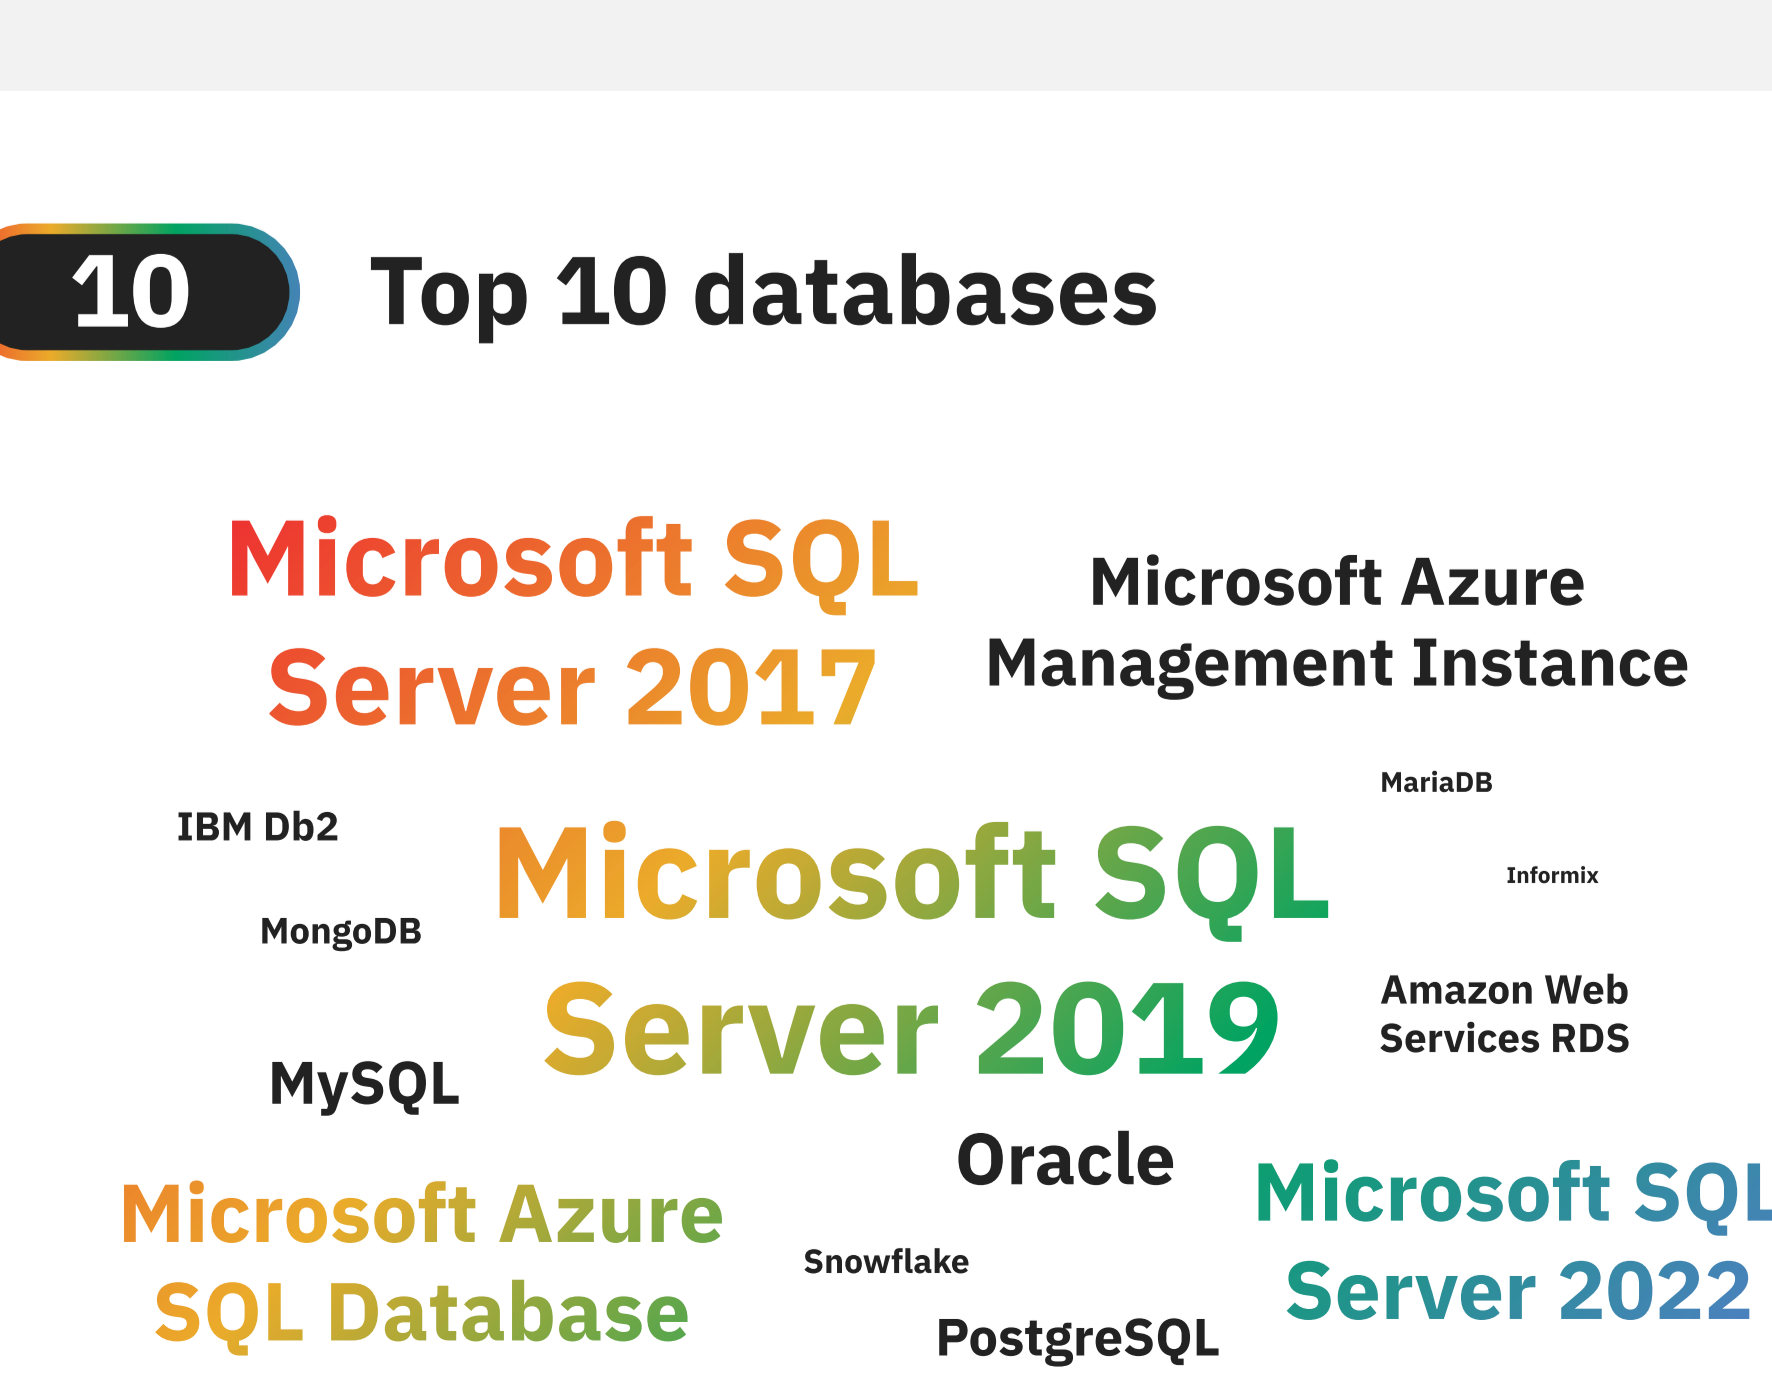 10
Top 10 databases
Microsoft SQL
Server 2017
Microsoft Azure
Management Instance
MariaDB
IBM Db2
Microsoft SQL
Server 2019
Informix
MongoDB
Amazon Web
Services RDS
MySQL
Oracle
Microsoft SQL
Server 2022
Microsoft Azure
SQL Database
Snowflake
PostgreSQL